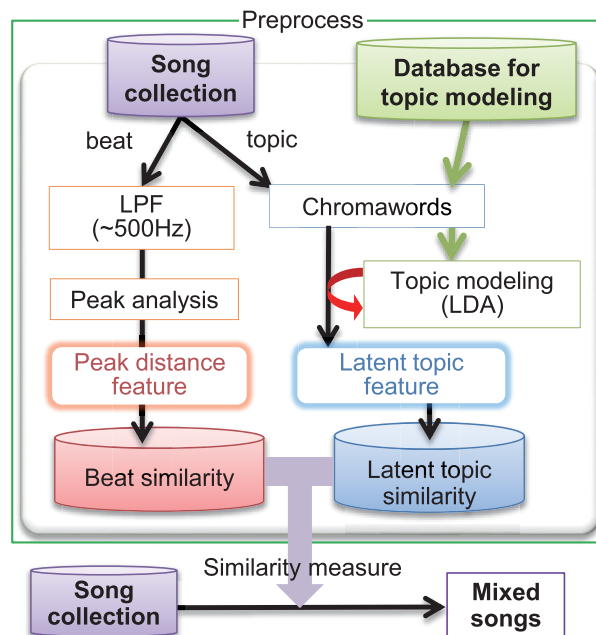 Preprocess
Song
collection
Database for
topic modeling
beat
topic
LPF
(~500Hz)
Chromawords
Peak analysis
Topic modeling
(LDA)
Peak distance
feature
Latent topic
feature
Beat similarity
Latent topic
similarity
Similarity measure
Song
collection
Mixed
songs